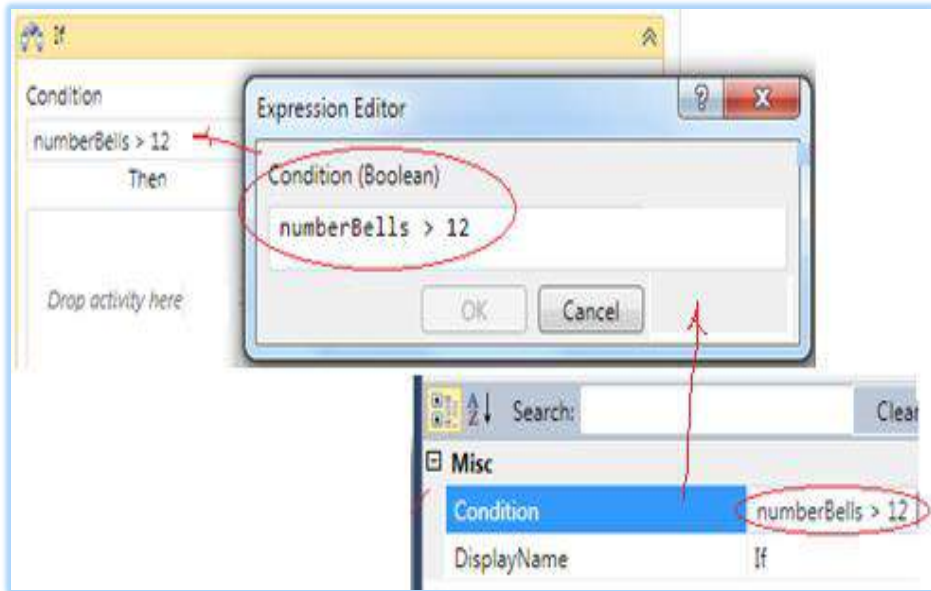 If
Condition
numberBells > 12
Then
Drop activity here
Expression Editor
Condition (Boolean)
numberBells > 12
OK
Cancel
Search:
Clear
Misc
Condition
numberBells > 12
DisplayName
If